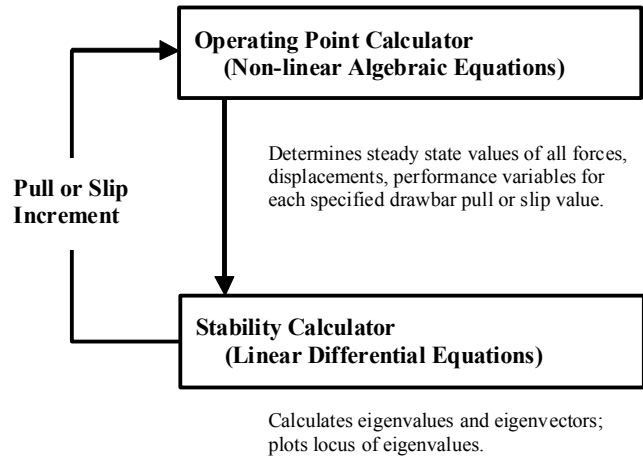 Operating Point Calculator
(Non-linear Algebraic Equations)
Determines steady state values of all forces,
displacements, performance variables for
each specified drawbar pull or slip value.
Pull or Slip
Increment
Stability Calculator
(Linear Differential Equations)
Calculates eigenvalues and eigenvectors;
plots locus of eigenvalues.